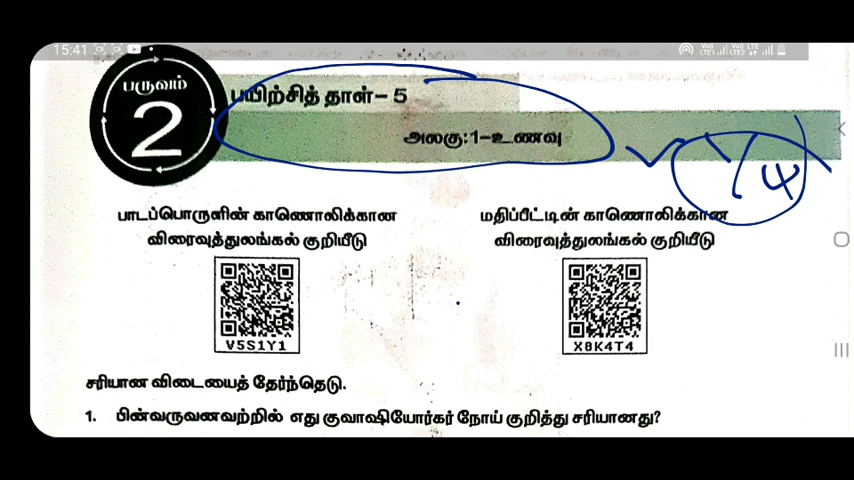 15:41
பருவம்
2
பயிற்சித் தாள் – 5
அலகு:1-உணவு
1/4
பாடப்பொருளின் காணொலிக்கான
விரைவுத்துலங்கல் குறியீடு
V5S1Y1
மதிப்பீட்டின் காணொலிக்கான
விரைவுத்துலங்கல் குறியீடு
X8K4T4
சரியான விடையைத் தேர்ந்தெடு.
1. பின்வருவனவற்றில் எது குவாஷியோர்கர் நோய் குறித்து சரியானது?